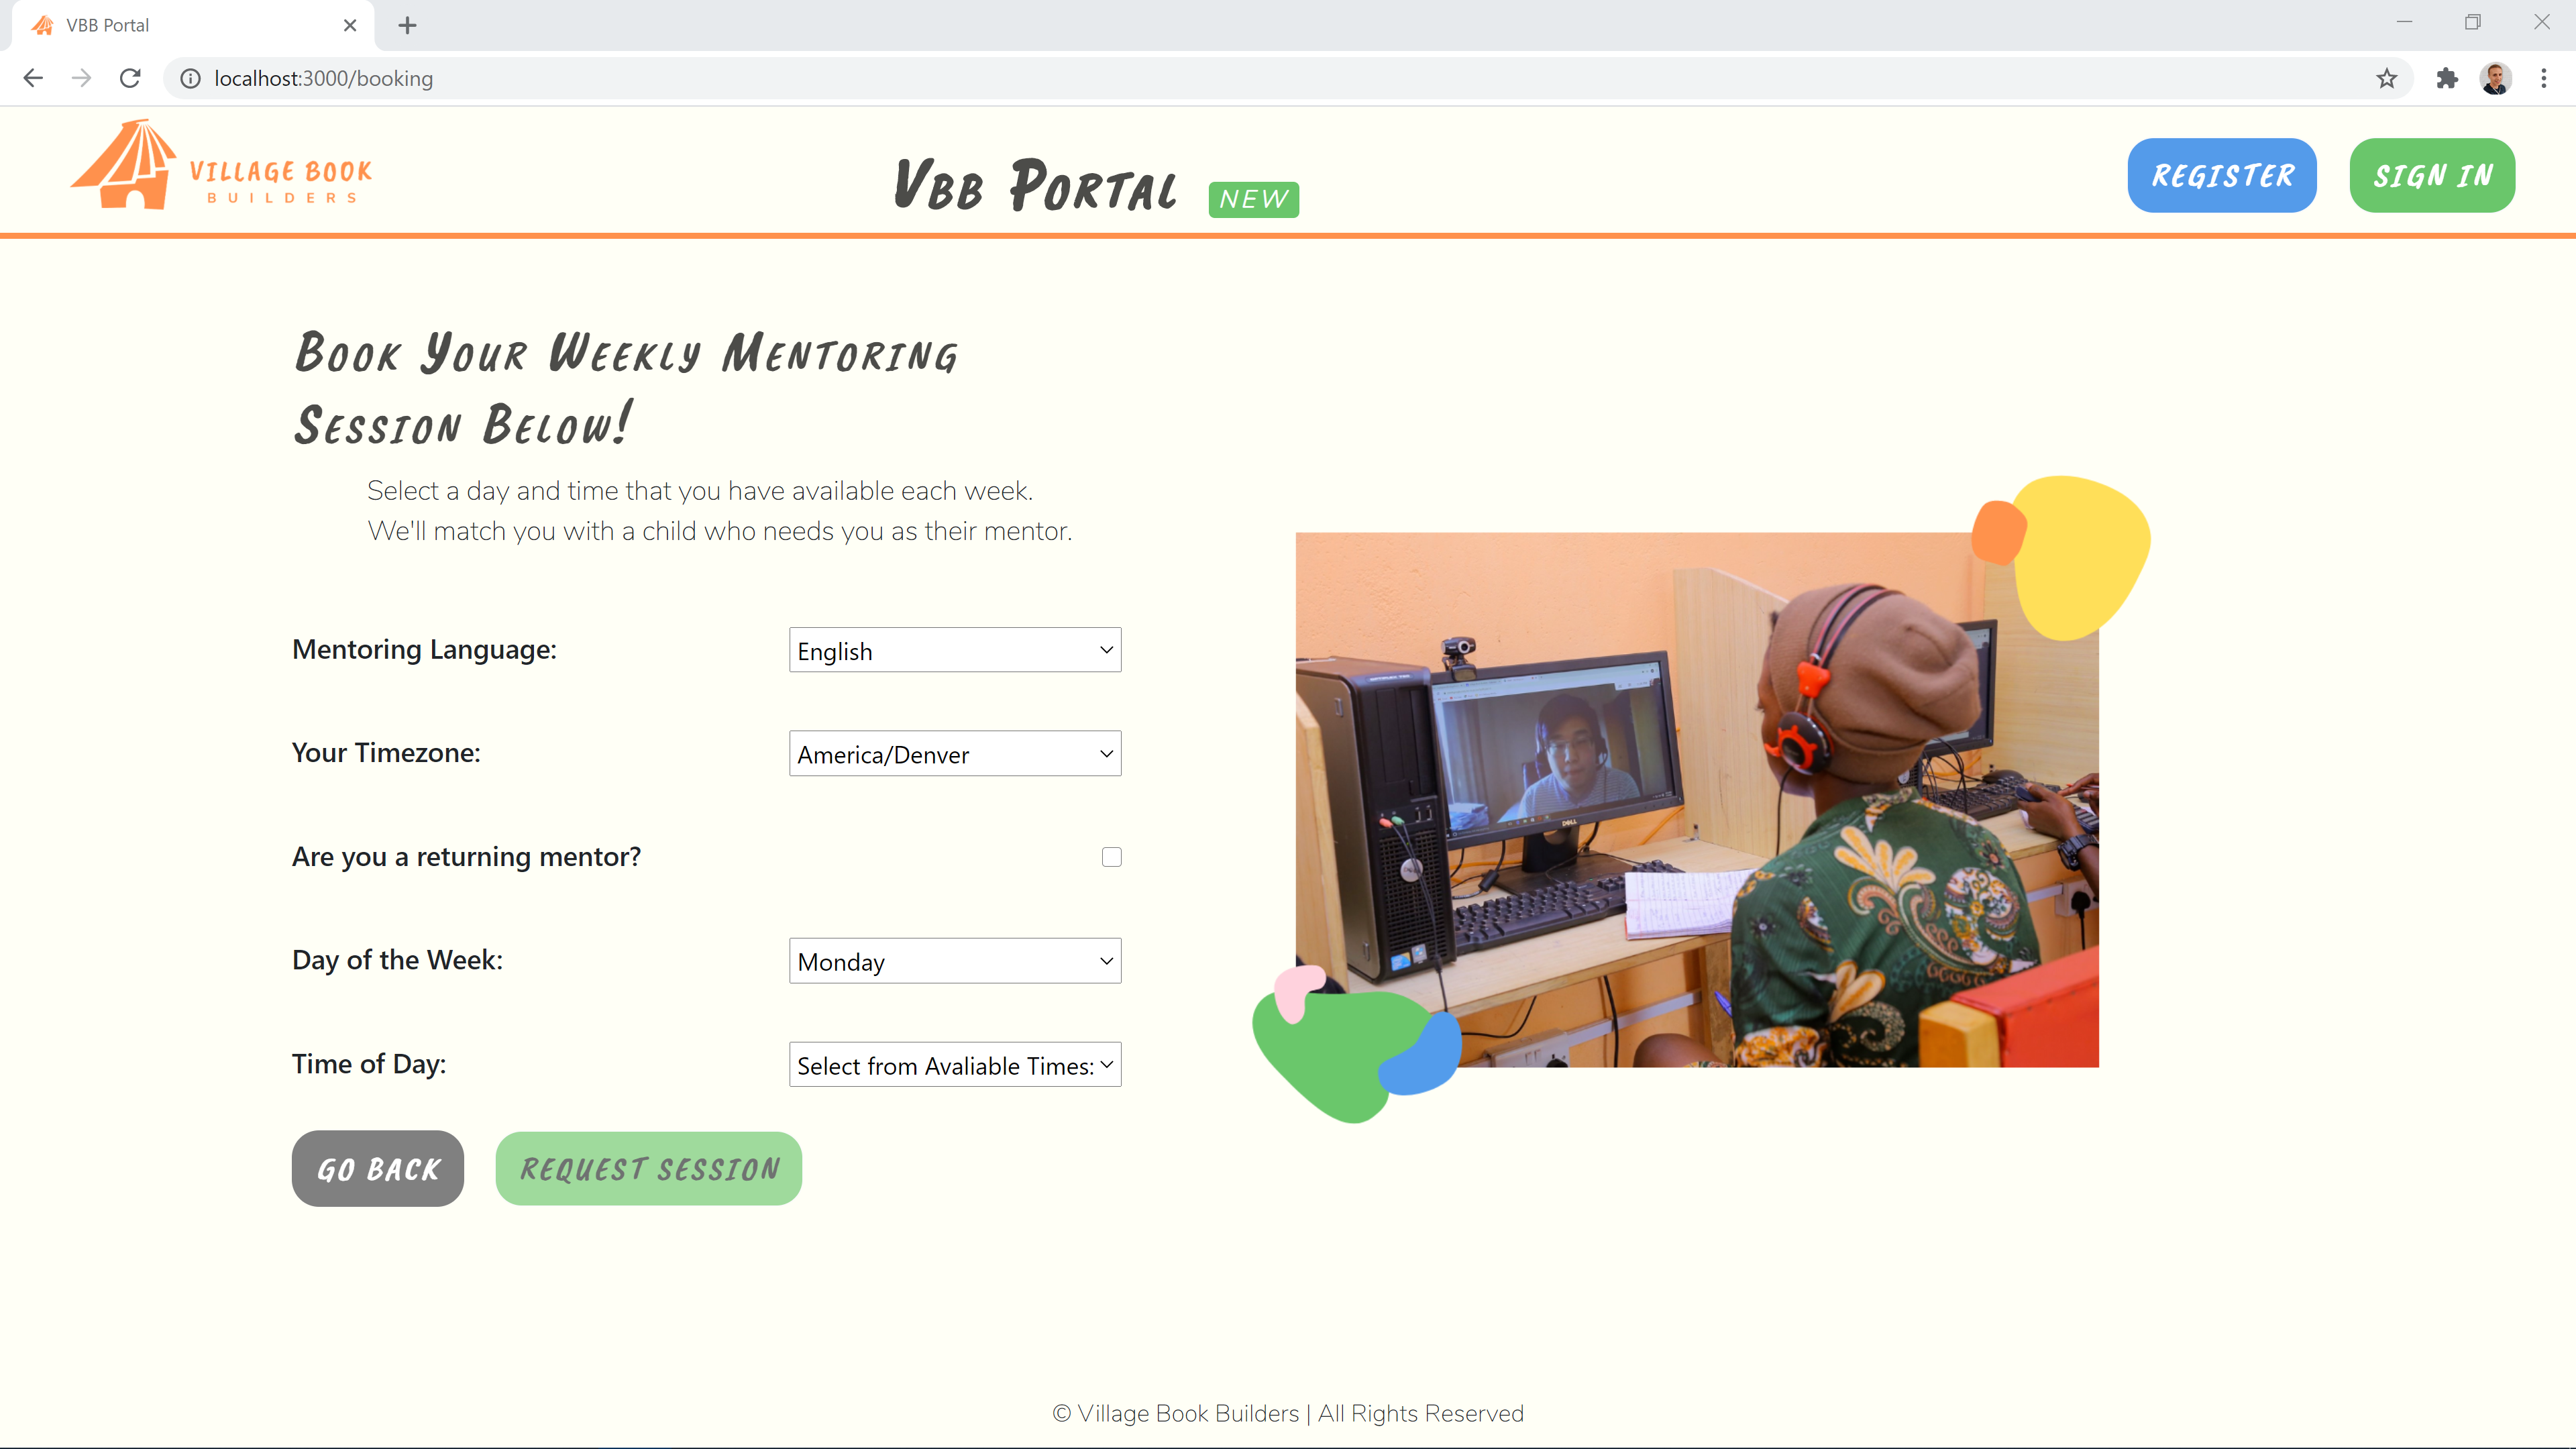 VBB Portal
localhost:3000/booking
VILLAGE BOOK
BUILDERS
VBB PORTAL NEW
REGISTER
SIGN IN
BOOK YOUR WEEKLY MENTORING
SESSION BELOW!
Select a day and time that you have available each week.
We'll match you with a child who needs you as their mentor.
Mentoring Language:
English
Your Timezone:
America/Denver
Are you a returning mentor?
Day of the Week:
Monday
Time of Day:
Select from Avaliable Times:
GO BACK
REQUEST SESSION
DELL
© Village Book Builders | All Rights Reserved